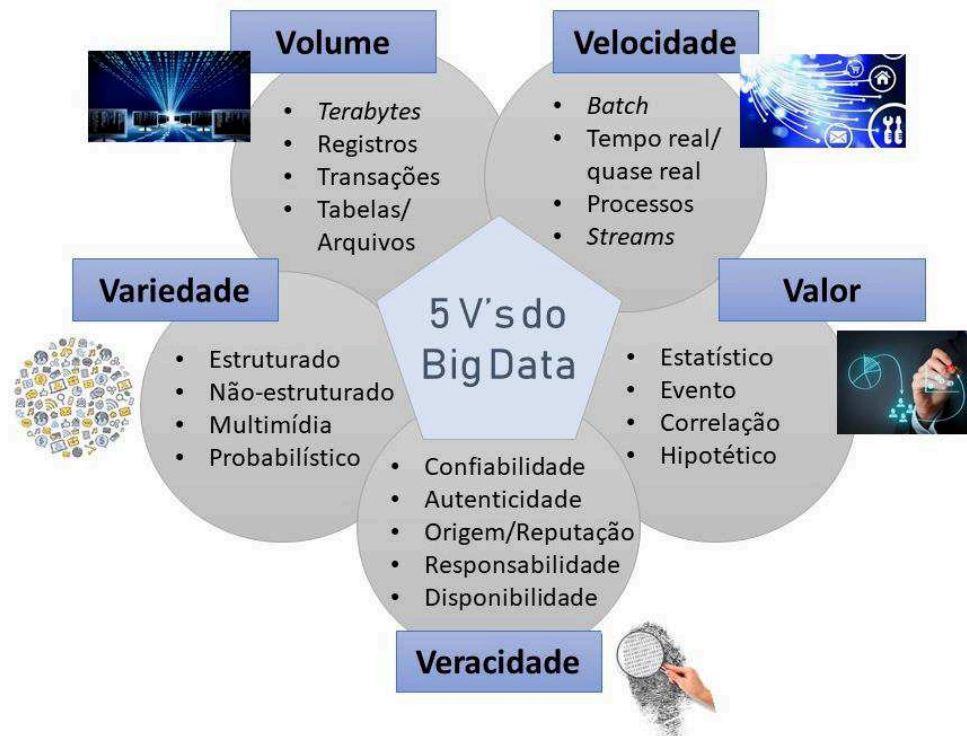 Volume
• Terabytes
• Registros
• Transações
• Tabelas/
Arquivos
Velocidade
• Batch
• Tempo real/
quase real
• Processos
• Streams
Variedade
• Estruturado
• Não-estruturado
• Multimídia
• Probabilístico
5 V's do
Big Data
Valor
• Estatístico
• Evento
• Correlação
• Hipotético
• Confiabilidade
• Autenticidade
• Origem/Reputação
• Responsabilidade
• Disponibilidade
Veracidade